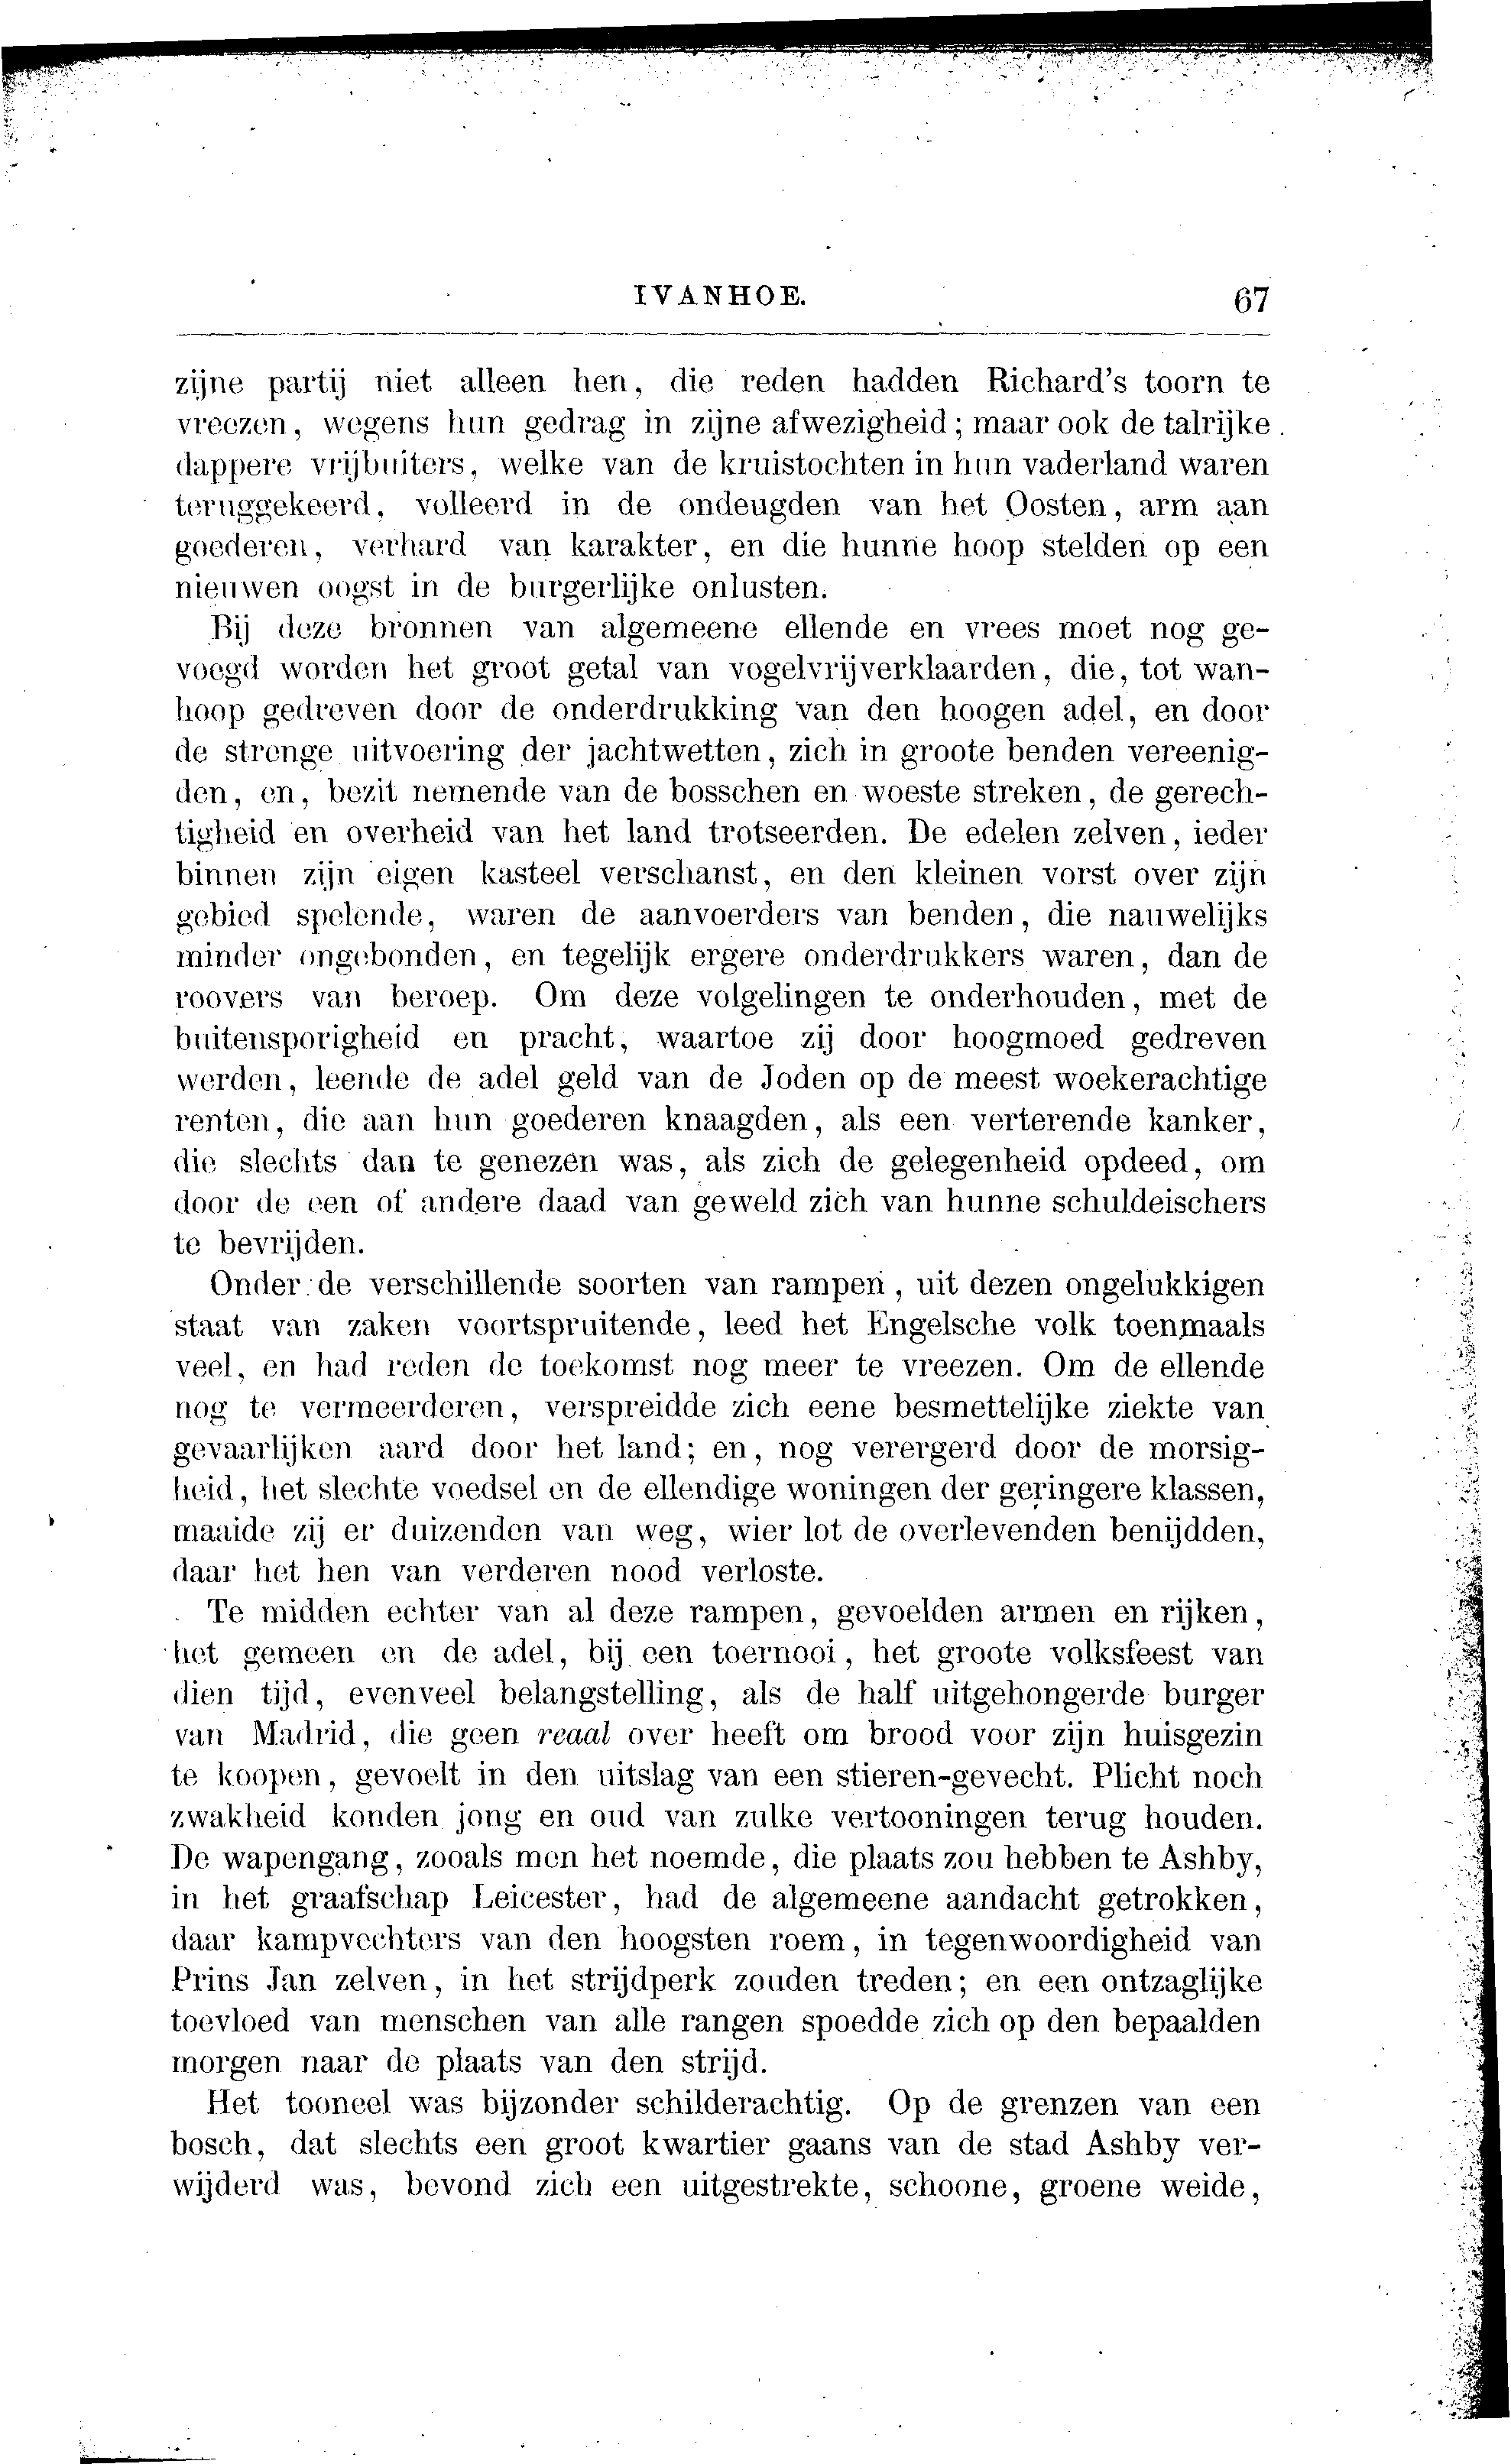 IVANHOE. 67
zijne partij niet alleen hen, die reden hadden Richard's toorn te
vreezen, wegens hun gedrag in zijne afwezigheid; maar ook de talrijke
dappere vrijbuiters, welke van de kruistochten in hun vaderland waren
teruggekeerd, volleerd in de ondeugden van het Oosten, arm aan
goederen, verhard van karakter, en die hunne hoop stelden op een
nieuwen oogst in de burgerlijke onlusten.
Bij deze bronnen van algemeene ellende en vrees moet nog ge-
voegd worden het groot getal van vogelvrijverklaarden, die, tot wan-
hoop gedreven door de onderdrukking van den hoogen adel, en door
de strenge uitvoering der jachtwetten, zich in groote benden vereenig-
den, en, bezit nemende van de bosschen en woeste streken, de gerech-
tigheid en overheid van het land trotseerden. De edelen zelven, ieder
binnen zijn eigen kasteel verschanst, en den kleinen vorst over zijn
gebied spelende, waren de aanvoerders van benden, die nauwelijks
minder ongebonden, en tegelijk ergere onderdrukkers waren, dan de
roovers van beroep. Om deze volgelingen te onderhouden, met de
buitensporigheid en pracht, waartoe zij door hoogmoed gedreven
werden, leende de adel geld van de Joden op de meest woekerachtige
renten, die aan hun goederen knaagden, als een verterende kanker,
die slechts dan te genezen was, als zich de gelegenheid opdeed, om
door de een of andere daad van geweld zich van hunne schuldeischers
te bevrijden.
Onder de verschillende soorten van rampen, uit dezen ongelukkigen
staat van zaken voortspruitende, leed het Engelsche volk toenmaals
veel, en had reden de toekomst nog meer te vreezen. Om de ellende
nog te vermeerderen, verspreidde zich eene besmettelijke ziekte van
gevaarlijken aard door het land; en, nog verergerd door de morsig-
heid, het slechte voedsel en de ellendige woningen der geringere klassen,
maaide zij er duizenden van weg, wier lot de overlevenden benijdden,
daar het hen van verderen nood verloste.
Te midden echter van al deze rampen, gevoelden armen en rijken,
het gemeen en de adel, bij een toernooi, het groote volksfeest van
dien tijd, evenveel belangstelling, als de half uitgehongerde burger
van Madrid, die geen reaal over heeft om brood voor zijn huisgezin
te koopen, gevoelt in den uitslag van een stieren-gevecht. Plicht noch
zwakheid konden jong en oud van zulke vertooningen terug houden.
De wapengang, zooals men het noemde, die plaats zou hebben te Ashby,
in het graafschap Leicester, had de algemeene aandacht getrokken,
daar kampvechters van den hoogsten roem, in tegenwoordigheid van
Prins Jan zelven, in het strijdperk zouden treden; en een ontzaglijke
toevloed van menschen van alle rangen spoedde zich op den bepaalden
morgen naar de plaats van den strijd.
Het tooneel was bijzonder schilderachtig. Op de grenzen van een
bosch, dat slechts een groot kwartier gaans van de stad Ashby ver-
wijderd was, bevond zich een uitgestrekte, schoone, groene weide,